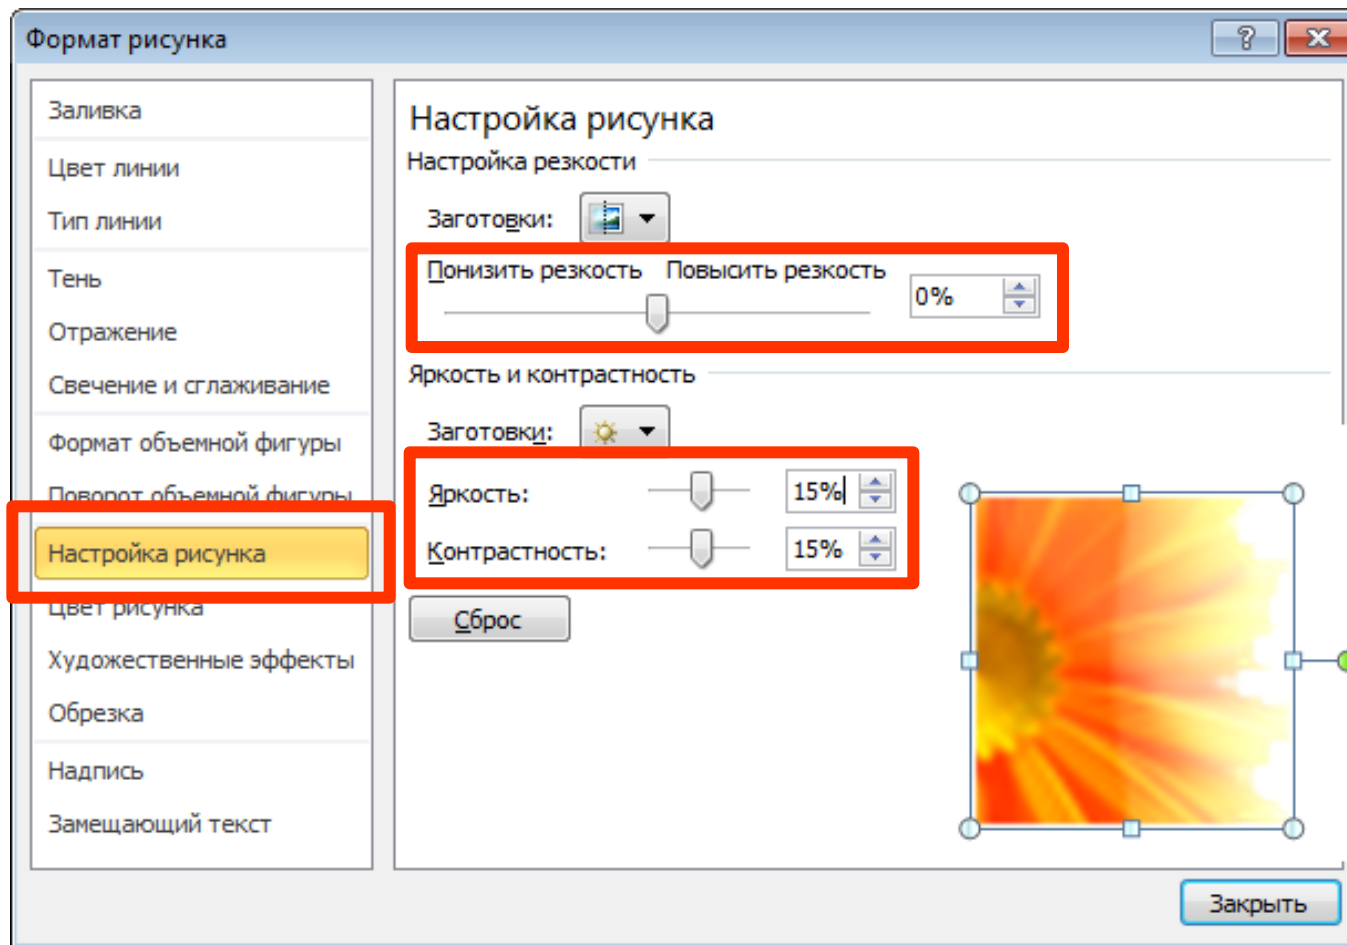 Формат рисунка
?
Заливка
Цвет линии
Тип линии
Тень
Отражение
Свечение и сглаживание
Формат объемной фигуры
Поворот объемной фигуры
Настройка рисунка
Цвет рисунка
Художественные эффекты
Обрезка
Надпись
Замещающий текст
Настройка рисунка
Настройка резкости
Заготовки:
Понизить резкость Повысить резкость
0%
Яркость и контрастность
Заготовки:
Яркость: 15%
Контрастность: 15%
Сброс
Закрыть